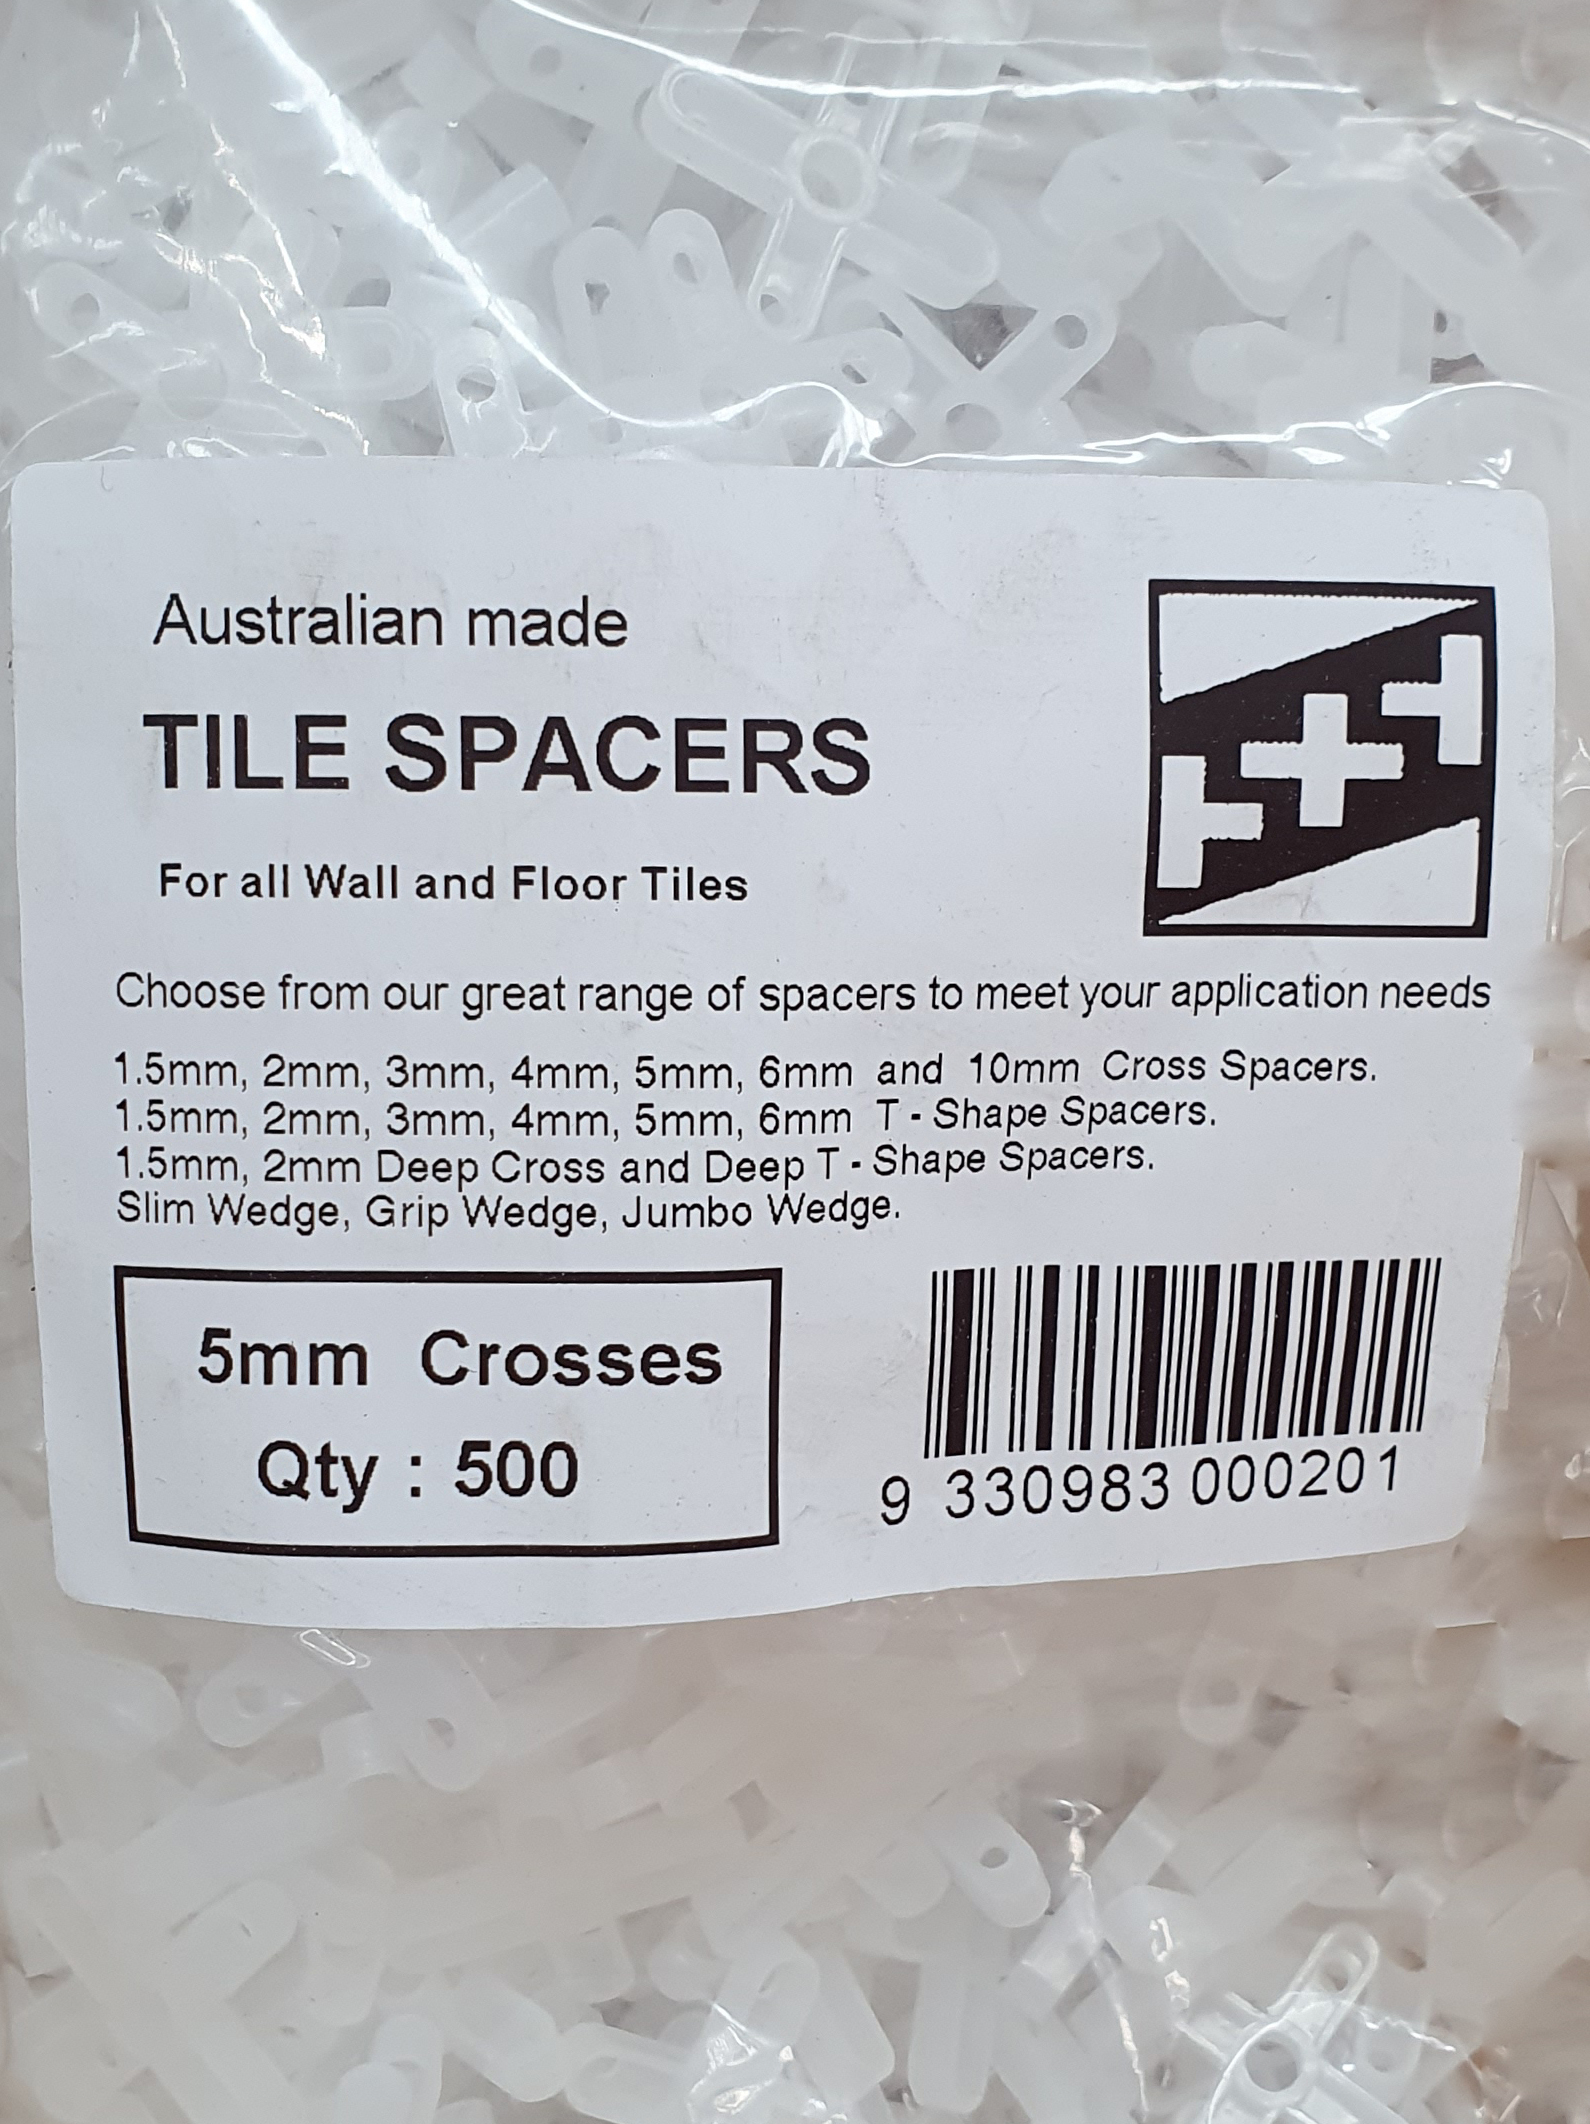 Australian made
TILE SPACERS
For all Wall and Floor Tiles
Choose from our great range of spacers to meet your application needs
1.5mm, 2mm, 3mm, 4mm, 5mm, 6mm and 10mm Cross Spacers.
1.5mm, 2mm, 3mm, 4mm, 5mm, 6mm T - Shape Spacers.
1.5mm, 2mm Deep Cross and Deep T - Shape Spacers.
Slim Wedge, Grip Wedge, Jumbo Wedge.
5mm Crosses
Qty : 500
9 330983 000201